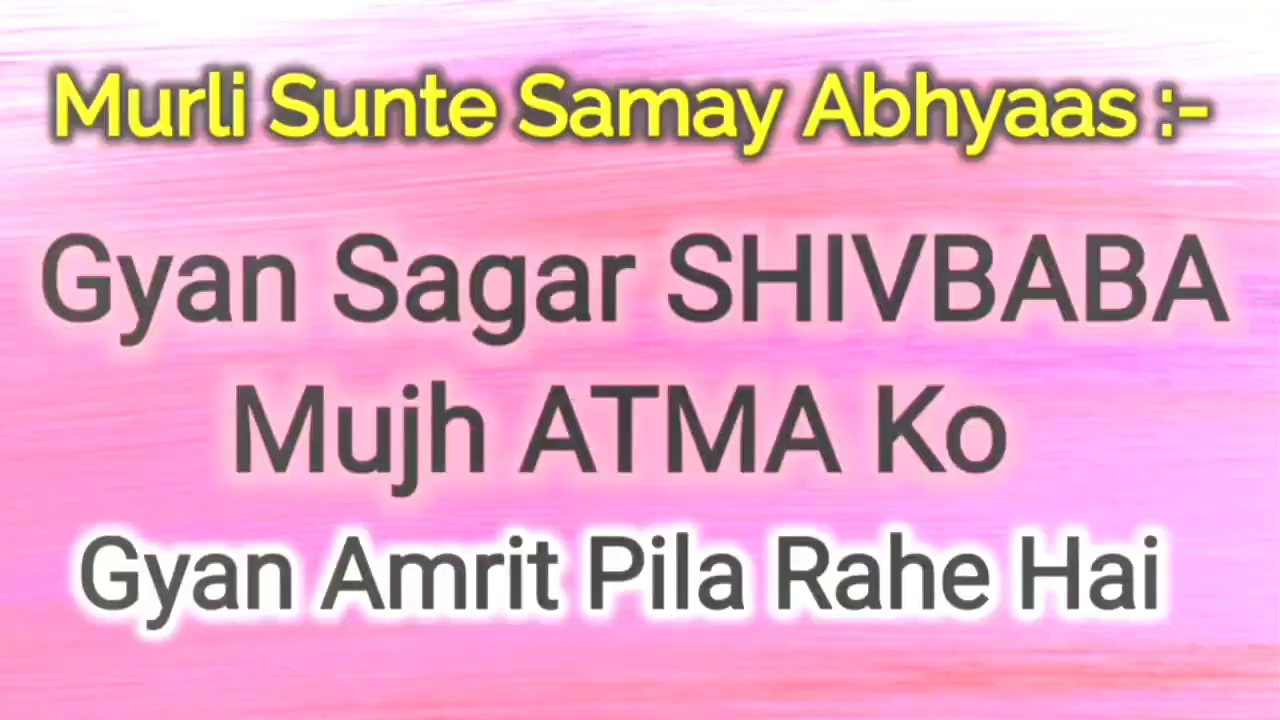 Murli Sunte Samay Abhyaas :-
Gyan Sagar SHIVBABA
Mujh ATMA Ko
Gyan Amrit Pila Rahe Hai